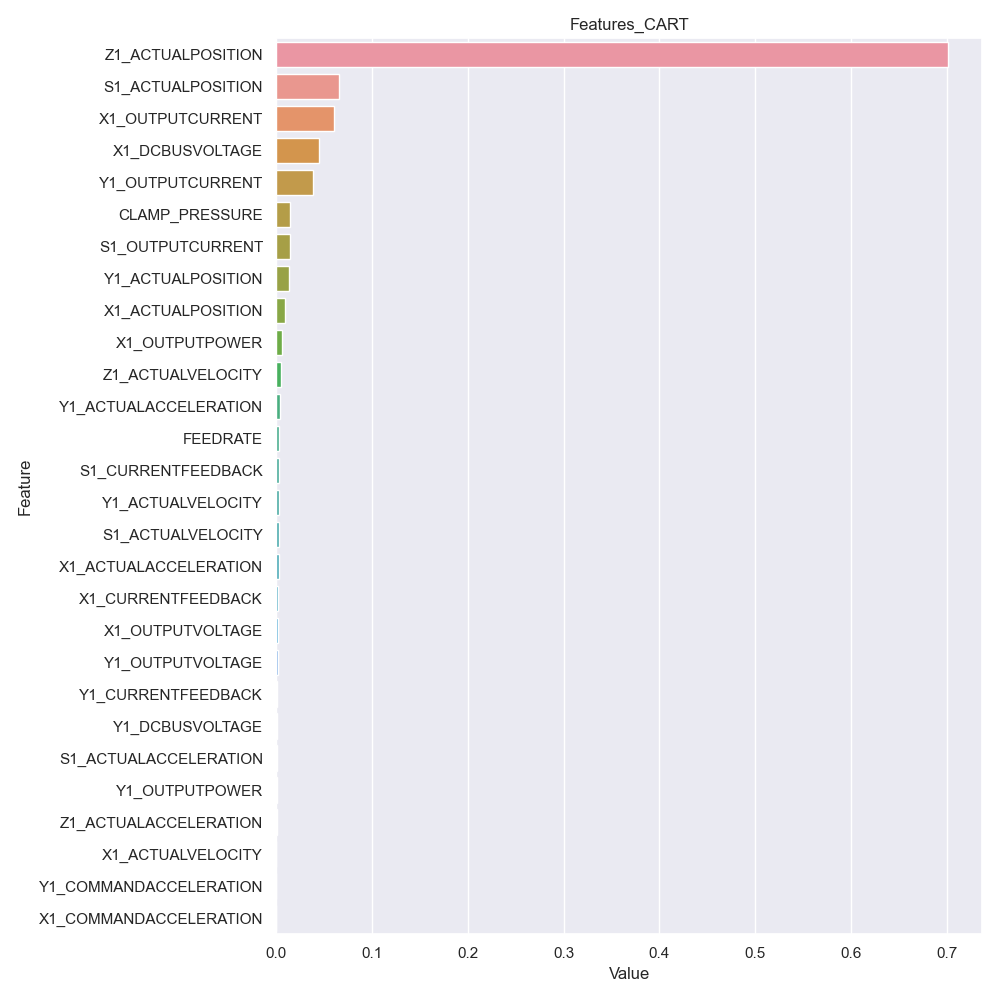 Features_CART
Z1_ACTUALPOSITION
S1_ACTUALPOSITION
X1_OUTPUTCURRENT
X1_DCBUSVOLTAGE
Y1_OUTPUTCURRENT
CLAMP_PRESSURE
S1_OUTPUTCURRENT
Y1_ACTUALPOSITION
X1_ACTUALPOSITION
X1_OUTPUTPOWER
Z1_ACTUALVELOCITY
Y1_ACTUALACCELERATION
FEEDRATE
S1_CURRENTFEEDBACK
Y1_ACTUALVELOCITY
S1_ACTUALVELOCITY
X1_ACTUALACCELERATION
X1_CURRENTFEEDBACK
X1_OUTPUTVOLTAGE
Y1_OUTPUTVOLTAGE
Y1_CURRENTFEEDBACK
Y1_DCBUSVOLTAGE
S1_ACTUALACCELERATION
Y1_OUTPUTPOWER
Z1_ACTUALACCELERATION
X1_ACTUALVELOCITY
Y1_COMMANDACCELERATION
X1_COMMANDACCELERATION
Feature
0.0 0.1 0.2 0.3 0.4 0.5 0.6 0.7
Value